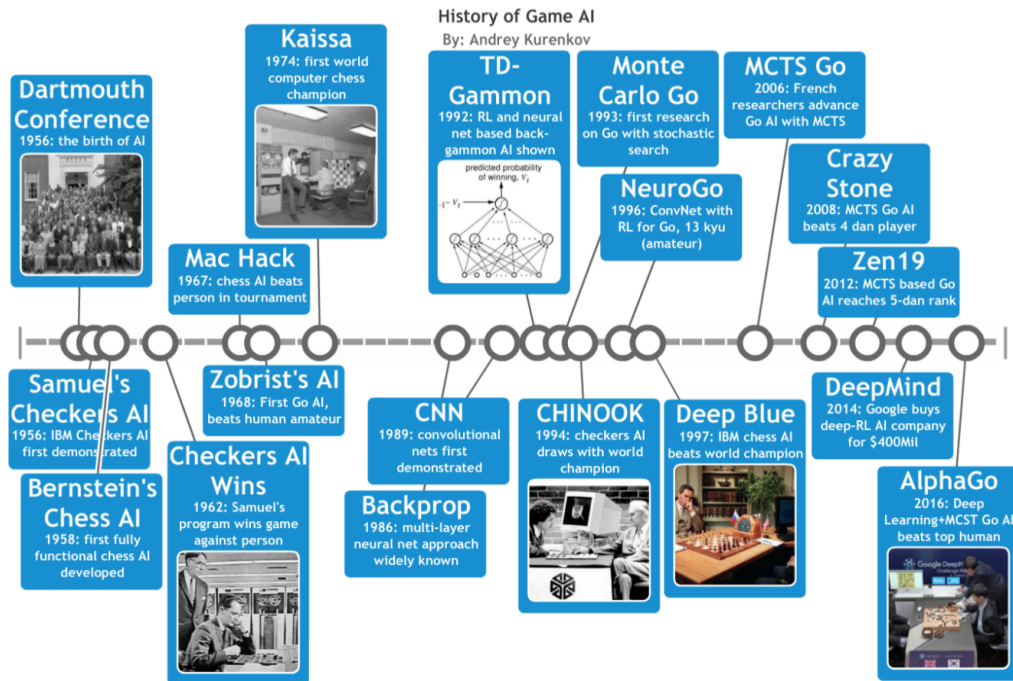 History of Game AI
By: Andrey Kurenkov
Dartmouth
Conference
1956: the birth of AI
Kaissa
1974: first world
computer chess
champion
TD-
Gammon
1992: RL and neural
net based back-
gammon AI shown
predicted probability
of winning, Vt
Monte
Carlo Go
1993: first research
on Go with stochastic
search
MCTS Go
2006: French
researchers advance
Go AI with MCTS
Crazy
Stone
2008: MCTS Go AI
beats 4 dan player
NeuroGo
1996: ConvNet with
RL for Go, 13 kyu
(amateur)
Mac Hack
1967: chess AI beats
person in tournament
Zen19
2012: MCTS based Go
AI reaches 5-dan rank
Samuel's
Checkers AI
1956: IBM Checkers AI
first demonstrated
Bernstein's
Chess AI
1958: first fully
functional chess AI
developed
Checkers AI
Wins
1962: Samuel's
program wins game
against person
Zobrist's AI
1968: First Go AI,
beats human amateur
CNN
1989: convolutional
nets first
demonstrated
Backprop
1986: multi-layer
neural net approach
widely known
CHINOOK
1994: checkers AI
draws with world
champion
Deep Blue
1997: IBM chess AI
beats world champion
DeepMind
2014: Google buys
deep-RL AI company
for $400Mil
AlphaGo
2016: Deep
Learning+MCST Go AI
beats top human
Google DeepM